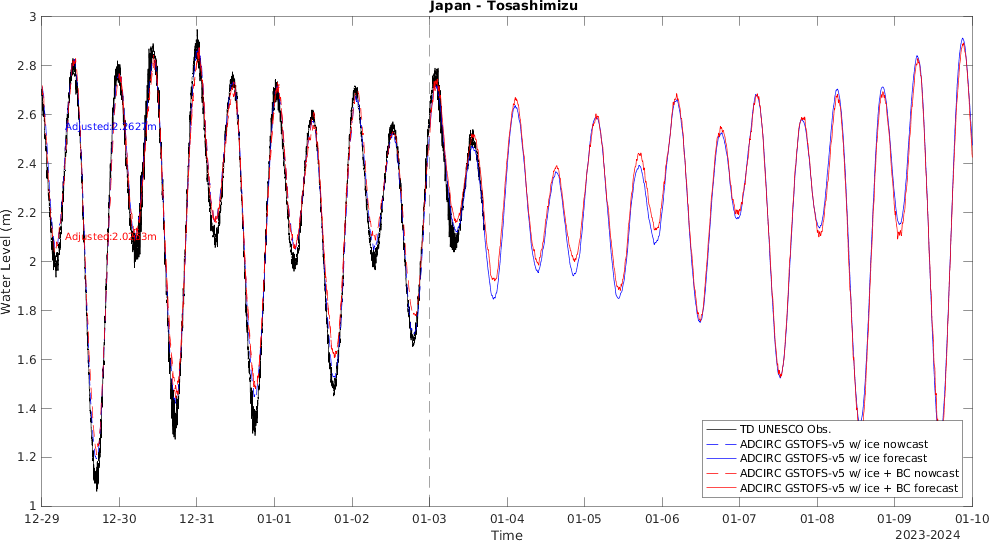 Japan - Tosashimizu
Water Level (m)
3
2.8
2.6
2.4
2.2
2
1.8
1.6
1.4
1.2
1
Adjusted:2.2627m
TD UNESCO Obs.
ADCIRC GSTOFS-v5 w/ ice nowcast
ADCIRC GSTOFS-v5 w/ ice forecast
ADCIRC GSTOFS-v5 w/ ice + BC nowcast
ADCIRC GSTOFS-v5 w/ ice + BC forecast
12-29 12-30 12-31 01-01 01-02 01-03 01-04 01-05 01-06 01-07 01-08 01-09 01-10
Time
2023-2024